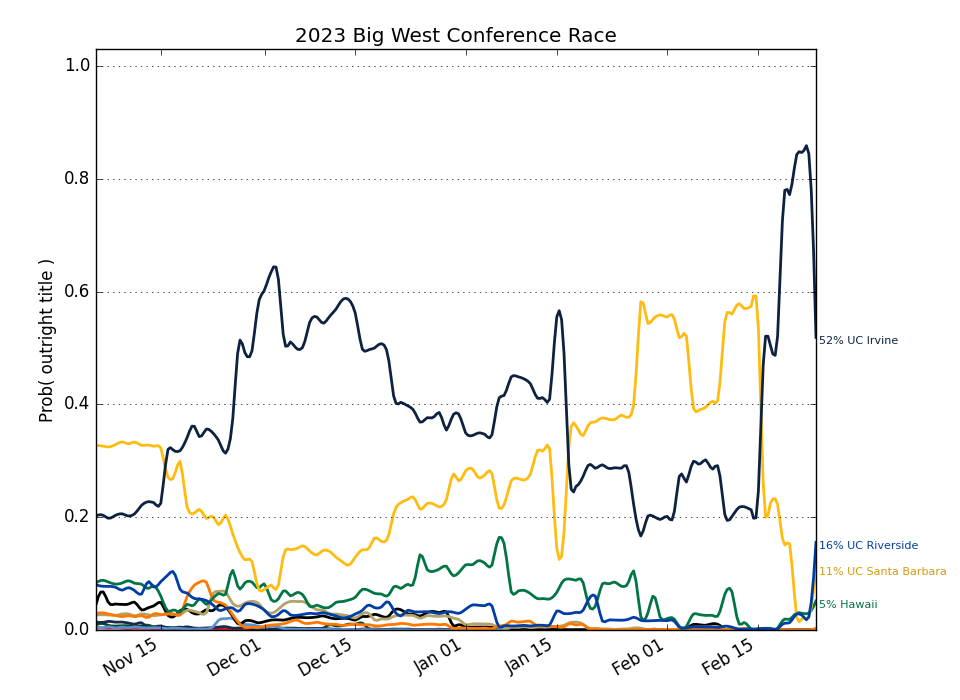 2023 Big West Conference Race
Prob( outright title )
1.0
0.8
0.6
0.4
0.2
0.0
52% UC Irvine
16% UC Riverside
11% UC Santa Barbara
5% Hawaii
Nov 15
Dec 01
Dec 15
Jan 01
Jan 15
Feb 01
Feb 15